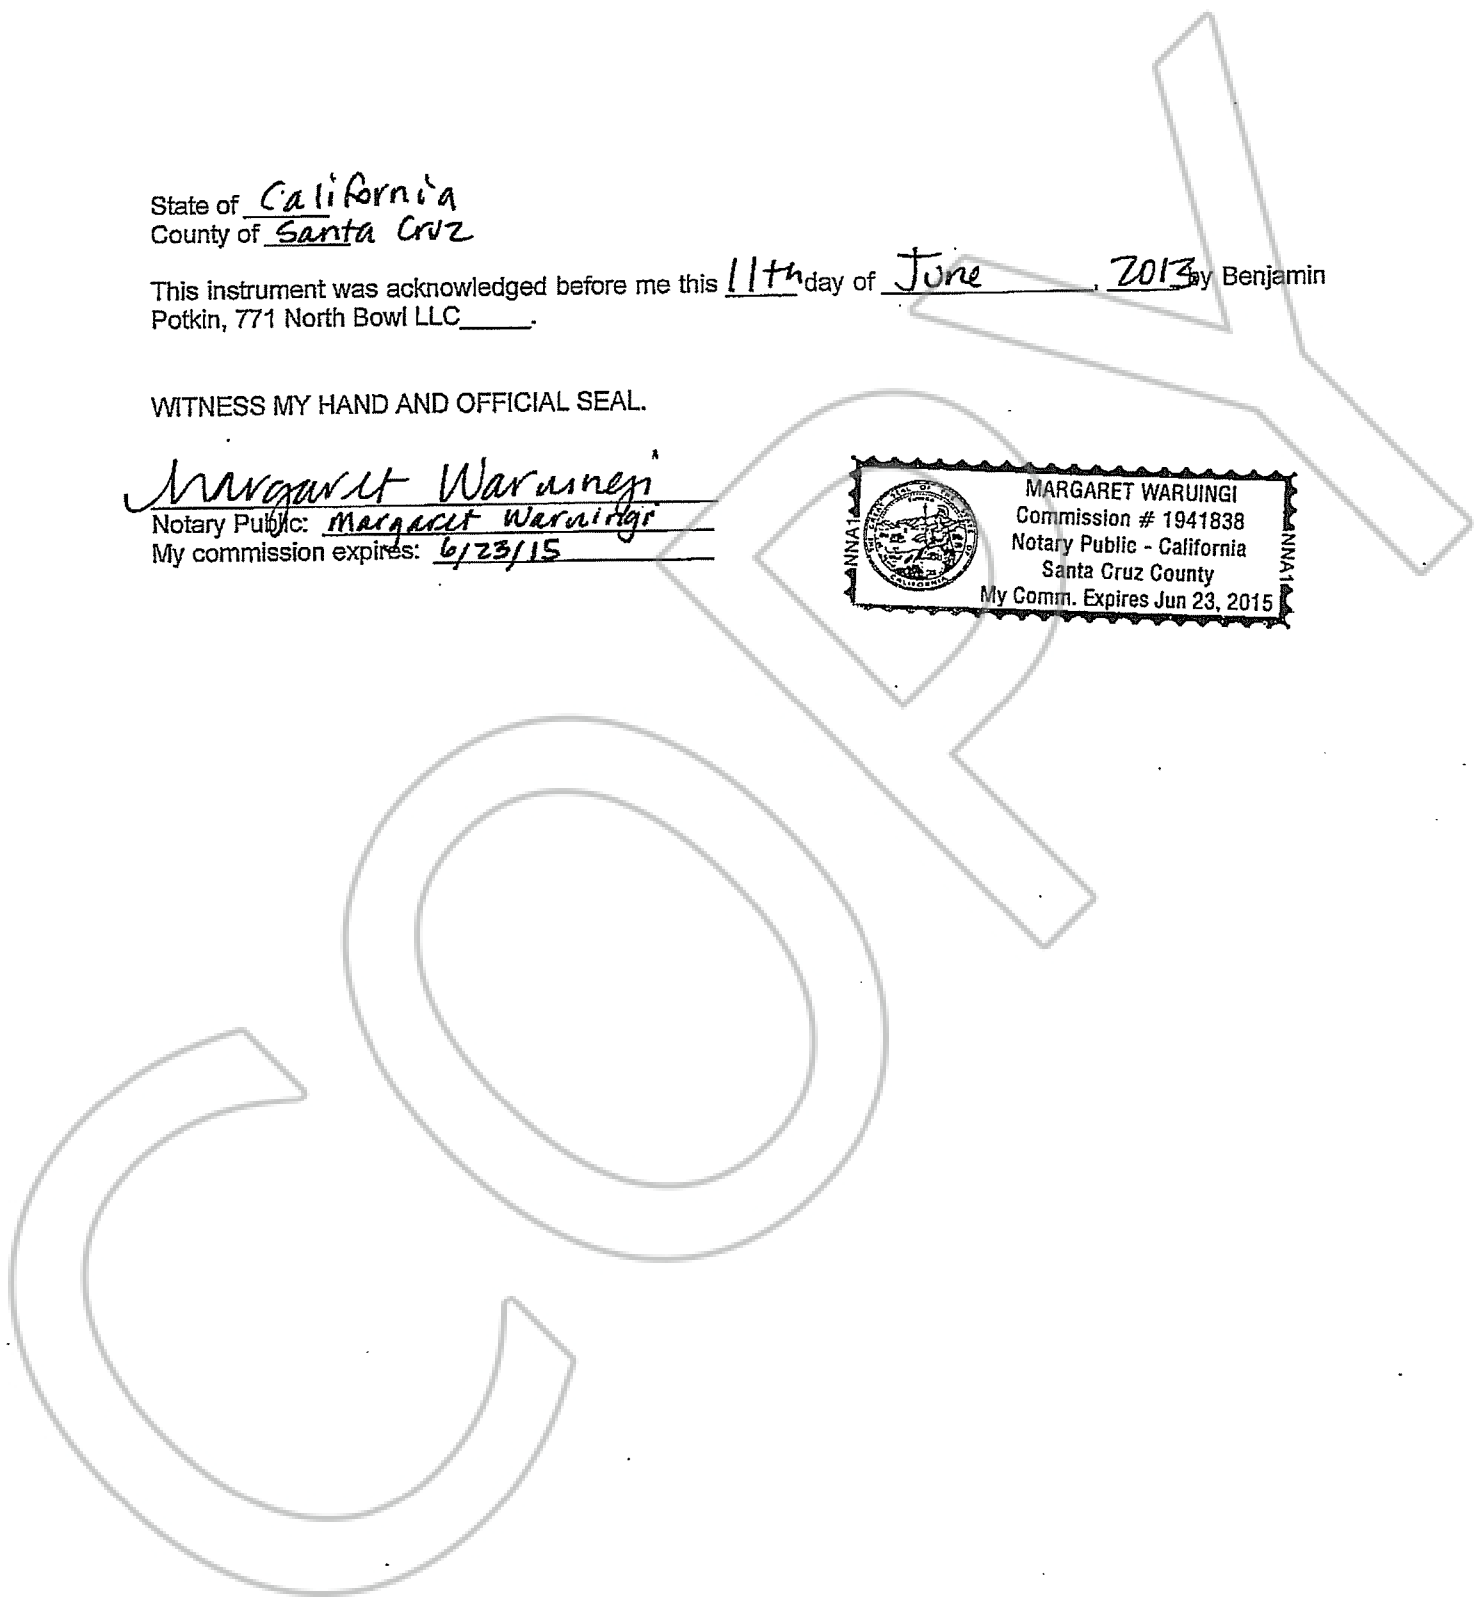 State of California
County of Santa Cruz
This instrument was acknowledged before me this 11th day of June, 2013 by Benjamin
Potkin, 771 North Bowl LLC_____.
WITNESS MY HAND AND OFFICIAL SEAL.
Margaret Waruingi
Notary Public: Margaret Waruingi
My commission expires: 6/23/15
MARGARET WARUINGI
Commission # 1941838
Notary Public - California
Santa Cruz County
My Comm. Expires Jun 23, 2015
NNA1
NNA1
COPY